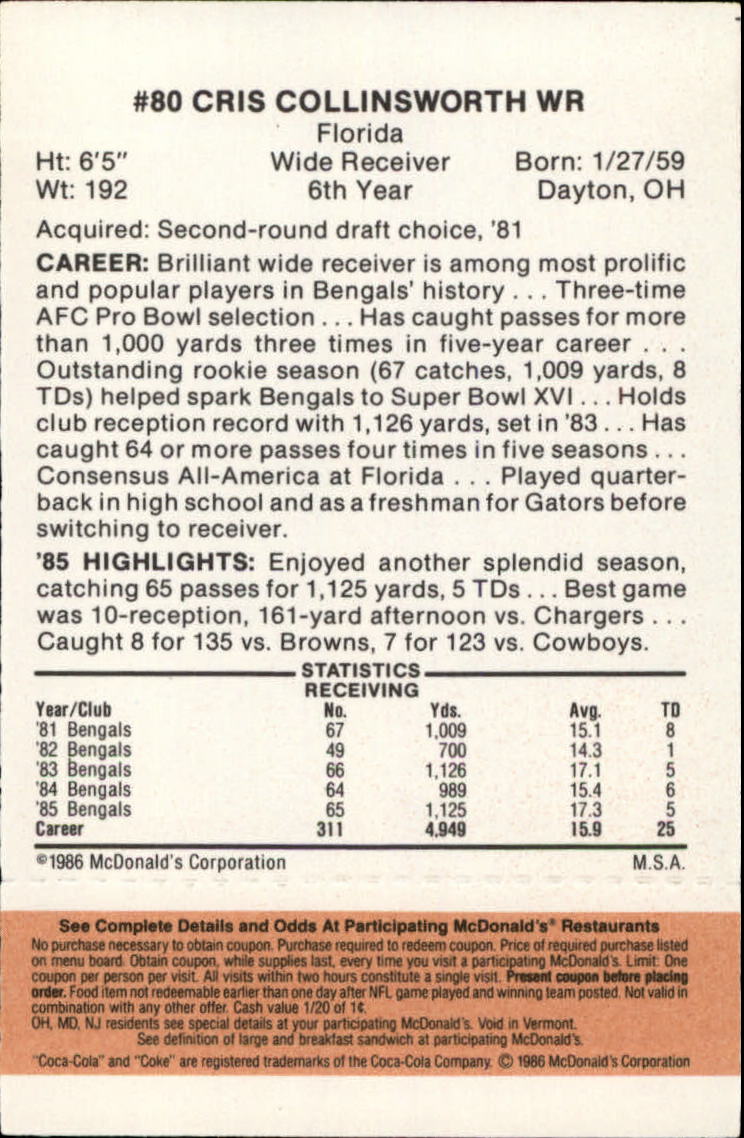 #80 CRIS COLLINSWORTH WR
Florida
Ht: 6'5" Wide Receiver Born: 1/27/59
Wt: 192 6th Year Dayton, OH
Acquired: Second-round draft choice, '81
CAREER: Brilliant wide receiver is among most prolific
and popular players in Bengals' history . . . Three-time
AFC Pro Bowl selection . . . Has caught passes for more
than 1,000 yards three times in five-year career . . .
Outstanding rookie season (67 catches, 1,009 yards, 8
TDs) helped spark Bengals to Super Bowl XVI . . . Holds
club reception record with 1,126 yards, set in '83 . . . Has
caught 64 or more passes four times in five seasons . . .
Consensus All-America at Florida . . . Played quarter-
back in high school and as a freshman for Gators before
switching to receiver.
'85 HIGHLIGHTS: Enjoyed another splendid season,
catching 65 passes for 1,125 yards, 5 TDs . . . Best game
was 10-reception, 161-yard afternoon vs. Chargers . . .
Caught 8 for 135 vs. Browns, 7 for 123 vs. Cowboys.
STATISTICS
RECEIVING
Year/Club No. Yds. Avg. TD
'81 Bengals 67 1,009 15.1 8
'82 Bengals 49 700 14.3 1
'83 Bengals 66 1,126 17.1 5
'84 Bengals 64 989 15.4 6
'85 Bengals 65 1,125 17.3 5
Career 311 4,949 15.9 25
©1986 McDonald's Corporation M.S.A.
See Complete Details and Odds At Participating McDonald's® Restaurants
No purchase necessary to obtain coupon. Purchase required to redeem coupon. Price of required purchase listed
on menu board. Obtain coupon, while supplies last, every time you visit a participating McDonald's. Limit: One
coupon per person per visit. All visits within two hours constitute a single visit. Present coupon before placing
order. Food item not redeemable earlier than one day after NFL game played and winning team posted. Not valid in
combination with any other offer. Cash value 1/20 of 1¢.
OH, MD, NJ residents see special details at your participating McDonald's. Void in Vermont.
See definition of large and breakfast sandwich at participating McDonald's.
"Coca-Cola" and "Coke" are registered trademarks of the Coca-Cola Company. © 1986 McDonald's Corporation